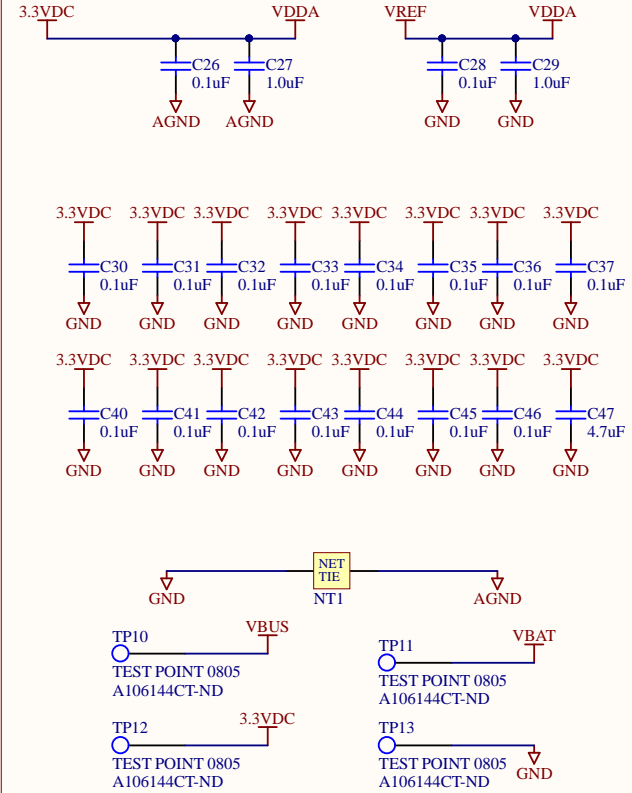 3.3VDC VDDA VREF VDDA
C26 C27 C28 C29
0.1uF 1.0uF 0.1uF 1.0uF
AGND AGND GND GND
3.3VDC 3.3VDC 3.3VDC 3.3VDC 3.3VDC 3.3VDC 3.3VDC 3.3VDC
C30 C31 C32 C33 C34 C35 C36 C37
0.1uF 0.1uF 0.1uF 0.1uF 0.1uF 0.1uF 0.1uF 0.1uF
GND GND GND GND GND GND GND GND
3.3VDC 3.3VDC 3.3VDC 3.3VDC 3.3VDC 3.3VDC 3.3VDC 3.3VDC
C40 C41 C42 C43 C44 C45 C46 C47
0.1uF 0.1uF 0.1uF 0.1uF 0.1uF 0.1uF 0.1uF 4.7uF
GND GND GND GND GND GND GND GND
NET
TIE
GND NT1 AGND
VBUS VBAT
TP10 TP11
TEST POINT 0805 TEST POINT 0805
A106144CT-ND A106144CT-ND
3.3VDC
TP12 TP13
TEST POINT 0805 TEST POINT 0805 GND
A106144CT-ND A106144CT-ND